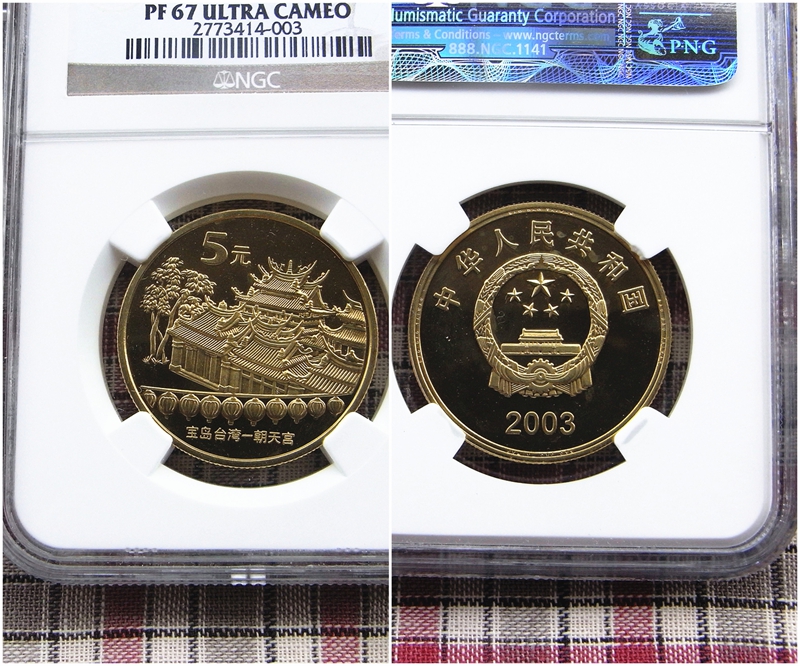 PF 67 ULTRA CAMEO
2773414-003
NGC
5元
宝岛台湾—朝天宫
Numismatic Guaranty Corporation
Terms & Conditions – www.ngcterms.com
888.NGC.1141
PNG
中华人民共和国
2003